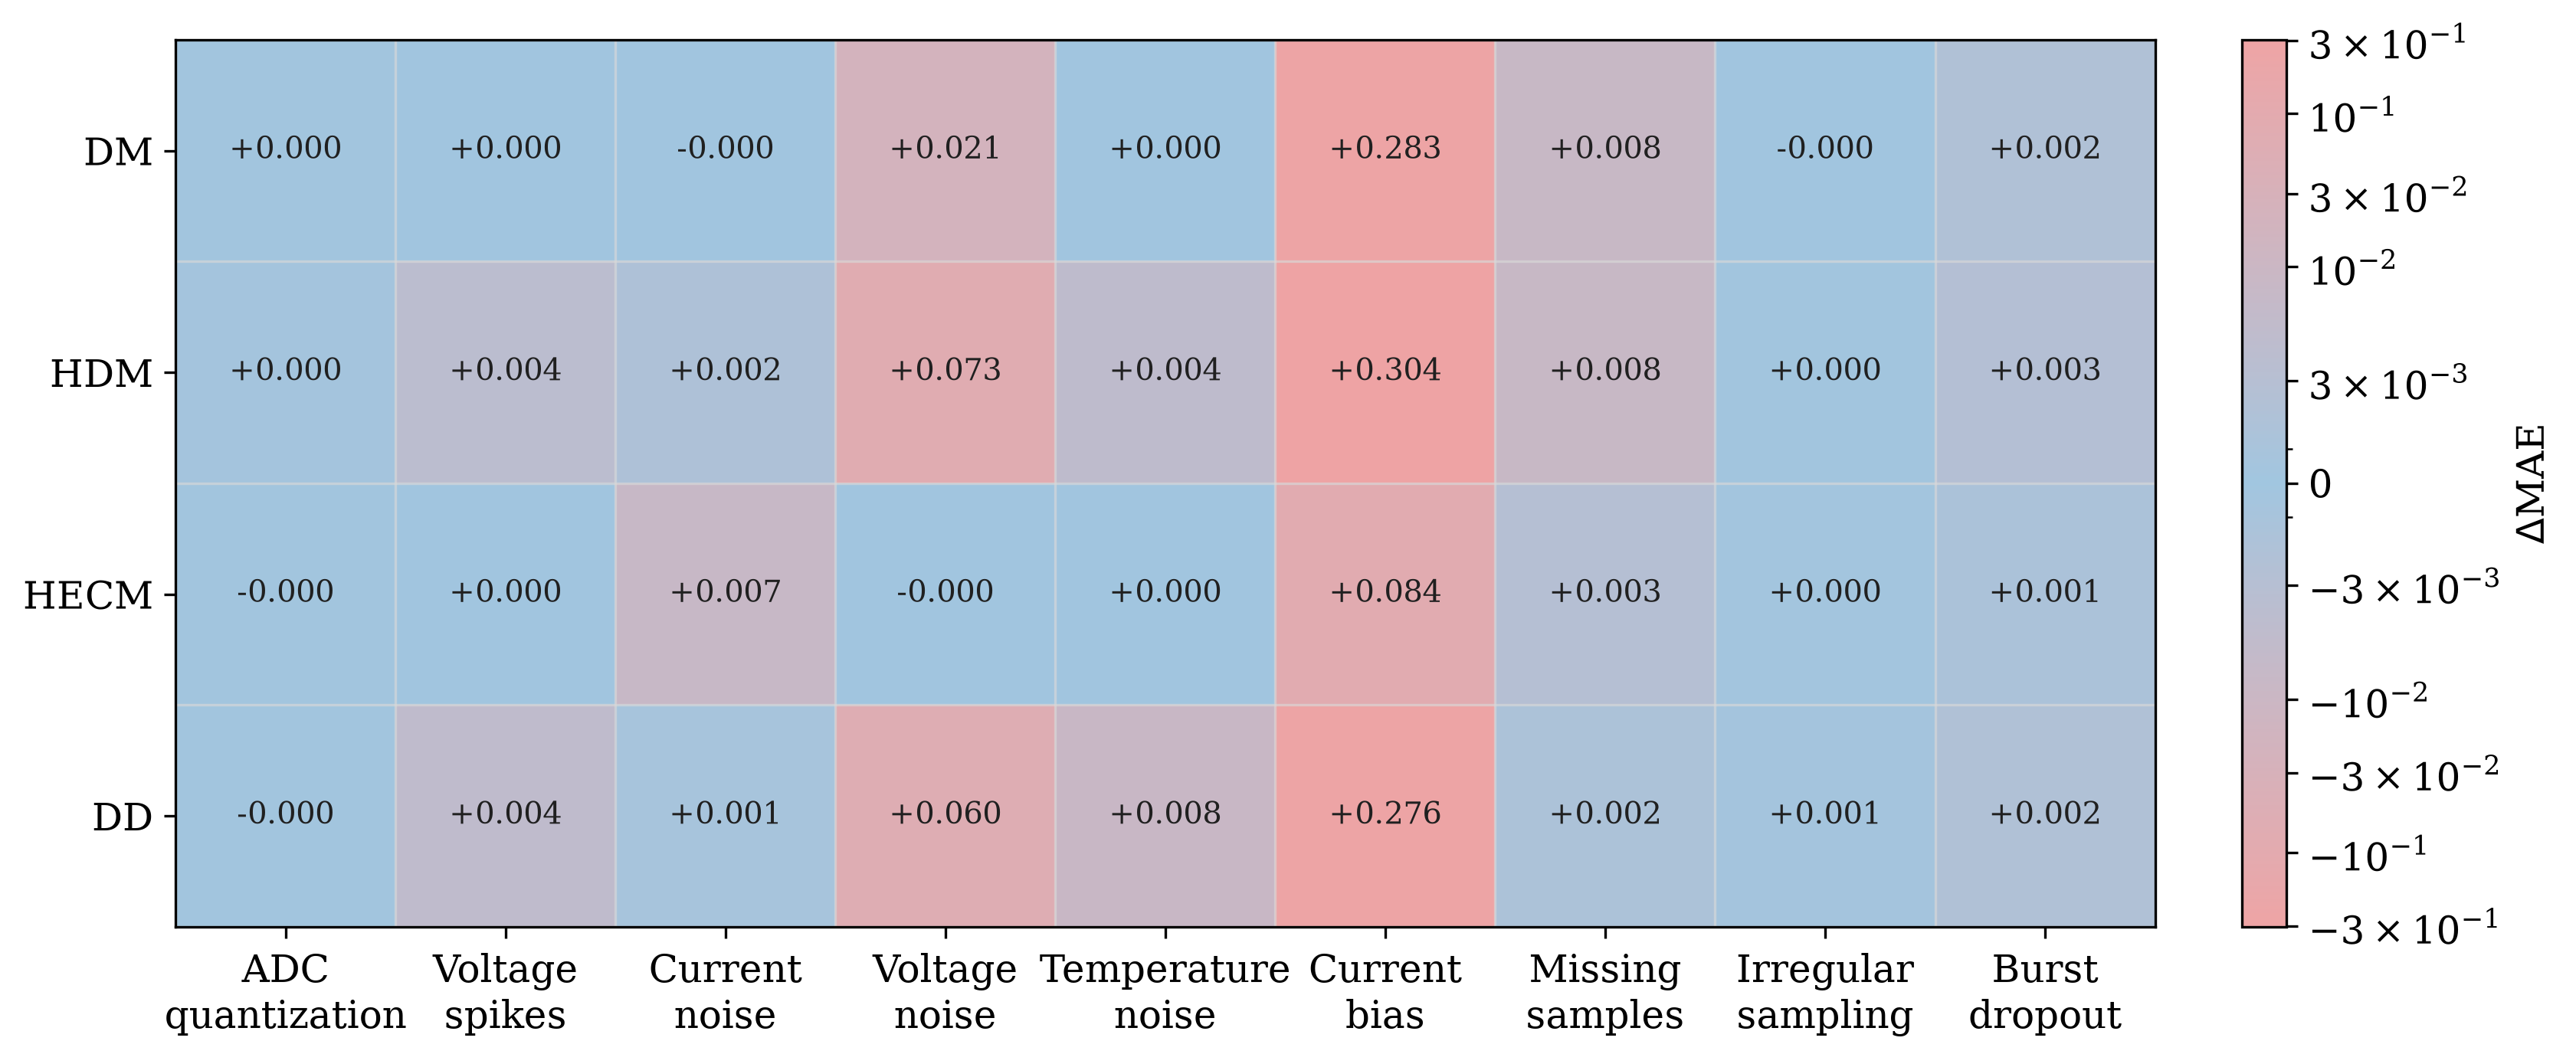 DM +0.000 +0.000 -0.000 +0.021 +0.000 +0.283 +0.008 -0.000 +0.002
HDM +0.000 +0.004 +0.002 +0.073 +0.004 +0.304 +0.008 +0.000 +0.003
HECM -0.000 +0.000 +0.007 -0.000 +0.000 +0.084 +0.003 +0.000 +0.001
DD -0.000 +0.004 +0.001 +0.060 +0.008 +0.276 +0.002 +0.001 +0.002
ADC quantization
Voltage spikes
Current noise
Voltage noise
Temperature noise
Current bias
Missing samples
Irregular sampling
Burst dropout
3 × 10⁻¹
10⁻¹
3 × 10⁻²
10⁻²
3 × 10⁻³
0
−3 × 10⁻³
−10⁻²
−3 × 10⁻²
−10⁻¹
−3 × 10⁻¹
ΔMAE